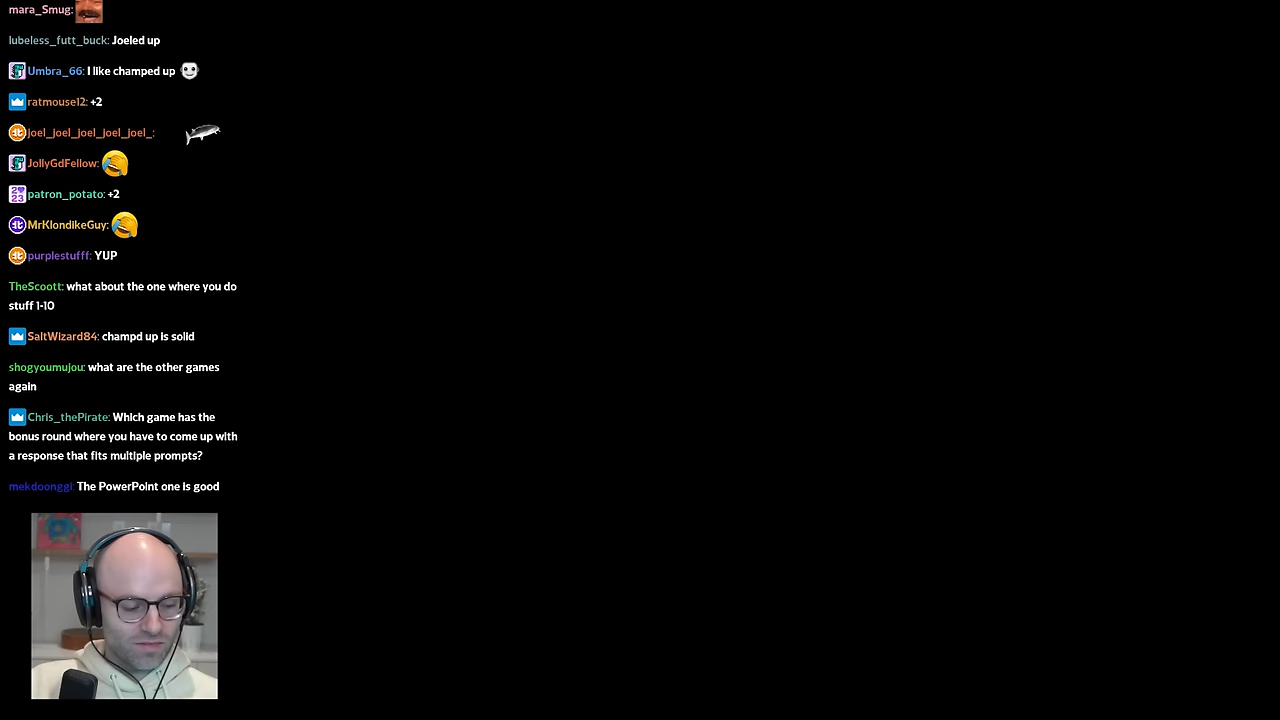 mara_Smug:
lubeless_futt_buck: Joeled up
Umbra_66: I like champed up
ratmouse12: +2
joel_joel_joel_joel_joel_:
JollyGdFellow:
2 23 patron_potato: +2
MrKlondikeGuy:
purplestufff: YUP
TheScoott: what about the one where you do
stuff 1-10
SaltWizard84: champd up is solid
shogyoumujou: what are the other games
again
Chris_thePirate: Which game has the
bonus round where you have to come up with
a response that fits multiple prompts?
mekdoonggi: The PowerPoint one is good